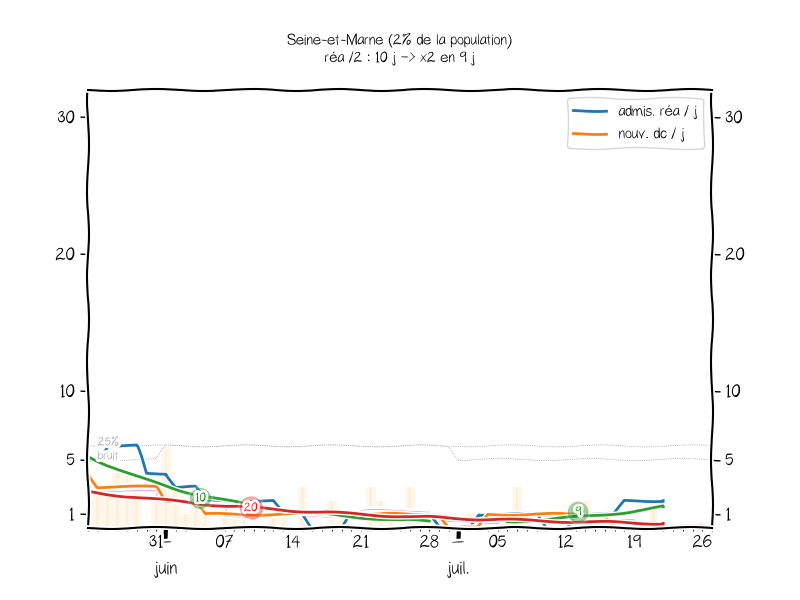 Seine-et-Marne (2% de la population)
réa /2 : 10 j -> x2 en 9 j
admis. réa / j
nouv. dc / j
30
30
20
20
10
10
25%
bruit
5
5
10
20
9
1
1
31 07 14 21 28 05 12 19 26
juin juil.